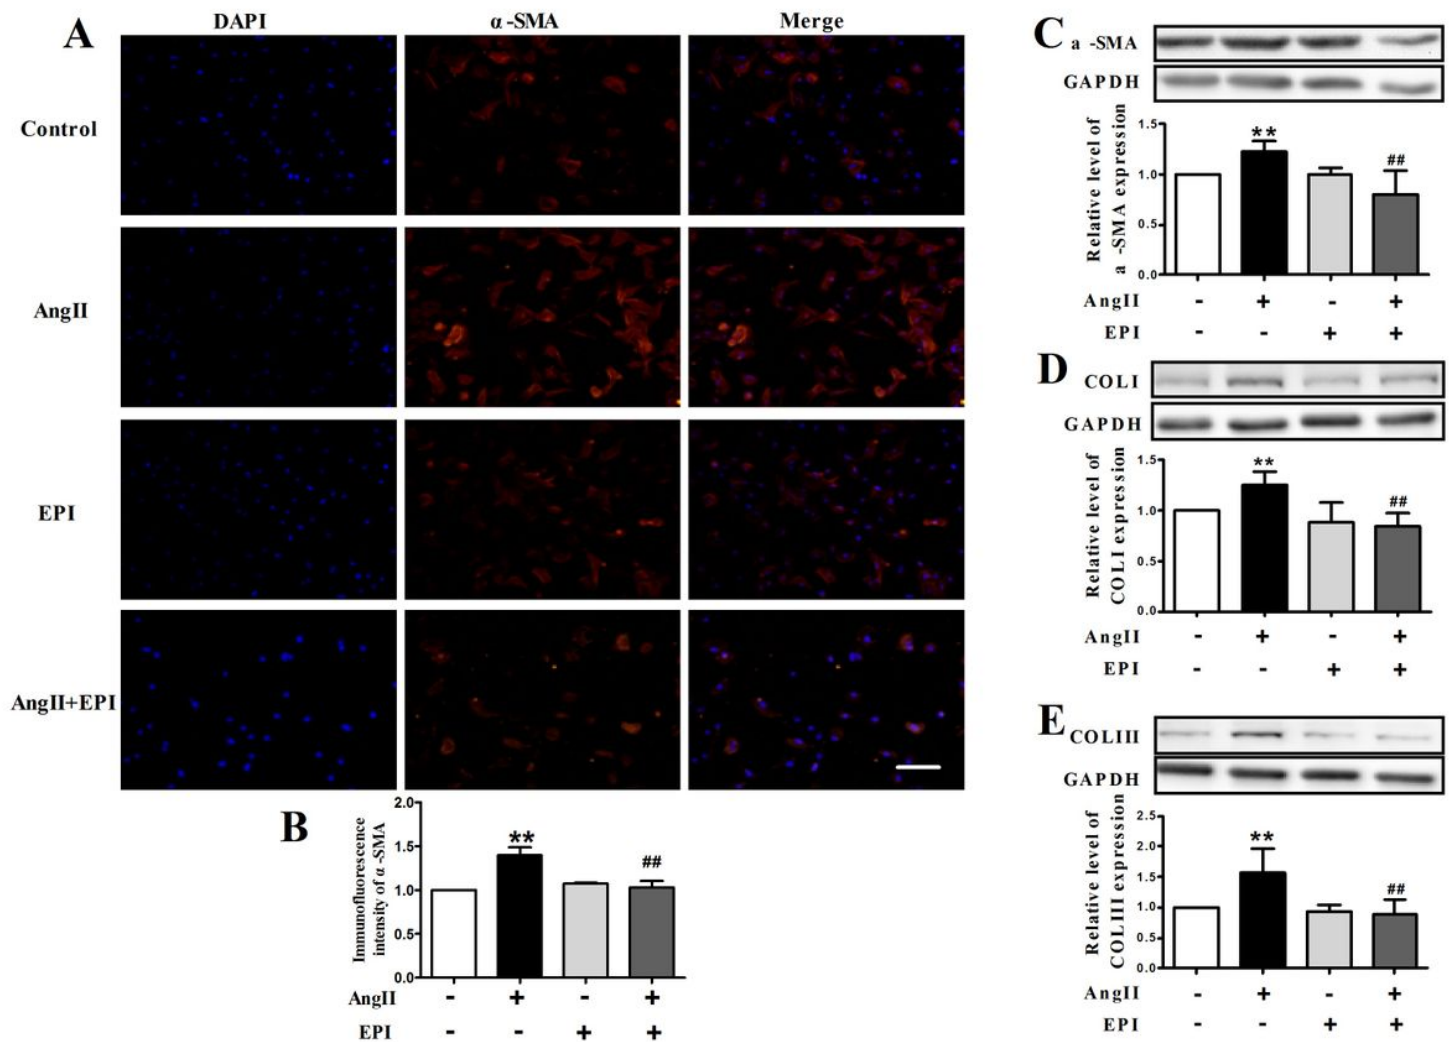 A
DAPI
α-SMA
Merge
Control
AngII
EPI
AngII+EPI
B
Immunofluorescence
intensity of α-SMA
2.0
1.5
1.0
0.5
0.0
**
##
AngII - + - +
EPI - - + +
C
a -SMA
GAPDH
Relative level of
a -SMA expression
1.5
1.0
0.5
0.0
**
##
AngII - + - +
EPI - - + +
D
COLI
GAPDH
Relative level of
COLI expression
1.5
1.0
0.5
0.0
**
##
AngII - + - +
EPI - - + +
E
COLIII
GAPDH
Relative level of
COLIII expression
2.5
2.0
1.5
1.0
0.5
0.0
**
##
AngII - + - +
EPI - - + +